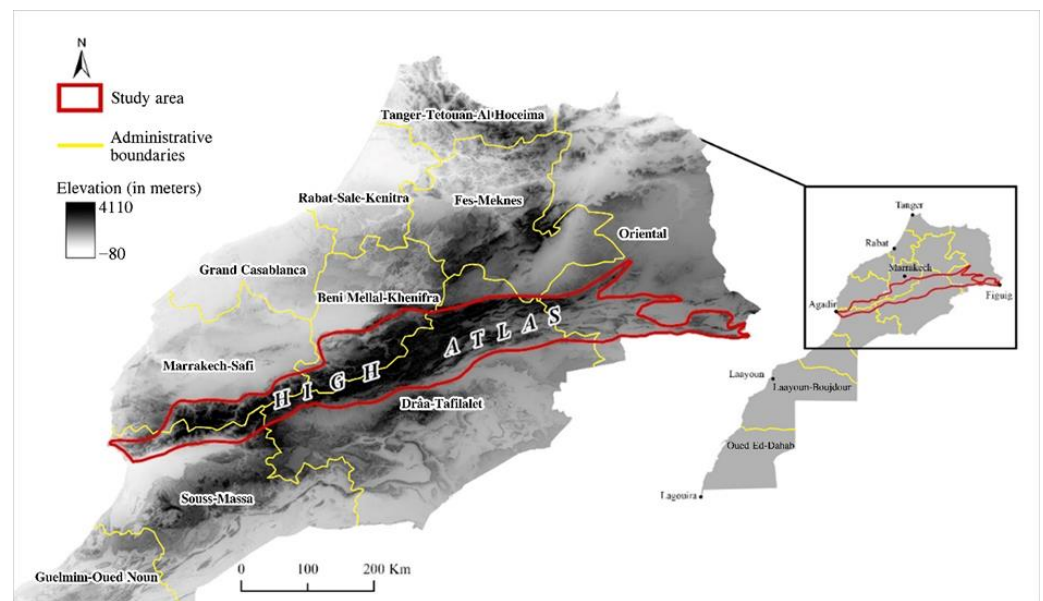 N
Study area
Administrative
boundaries
Elevation (in meters)
4110
−80
Tanger-Tetouan-Al Hoceima
Rabat-Sale-Kenitra
Fes-Meknes
Oriental
Grand Casablanca
Beni Mellal-Khenifra
Marrakech-Safi
HIGH ATLAS
Drâa-Tafilalet
Souss-Massa
Guelmim-Oued Noun
0 100 200 Km
Tanger
Rabat
Marrakech
Agadir
Figuig
Laayoun
Laayoun-Boujdour
Oued Ed-Dahab
Lagouira